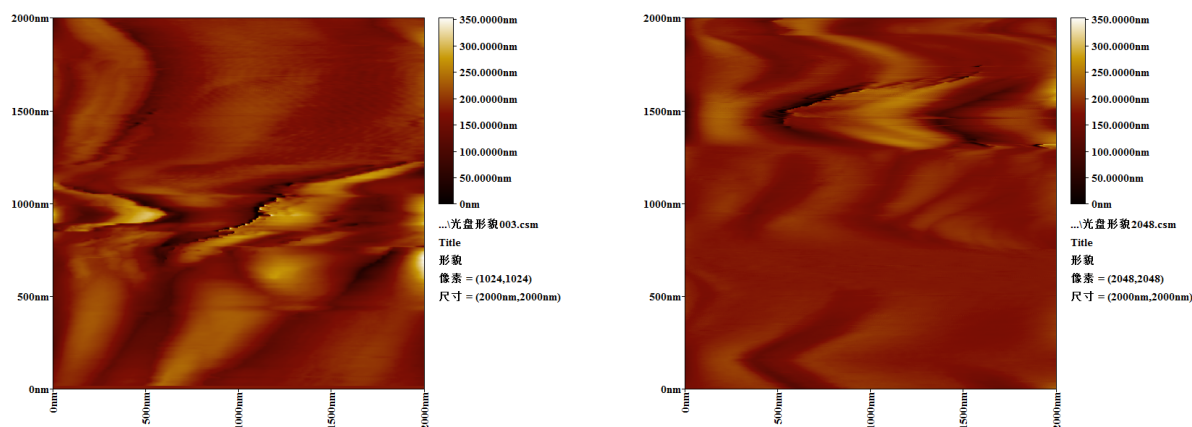 2000nm
1500nm
1000nm
500nm
0nm
0nm
500nm
1000nm
1500nm
2000nm
350.0000nm
300.0000nm
250.0000nm
200.0000nm
150.0000nm
100.0000nm
50.0000nm
0nm
...\光盘形貌003.csm
Title
形貌
像素 = (1024,1024)
尺寸 = (2000nm,2000nm)
2000nm
1500nm
1000nm
500nm
0nm
0nm
500nm
1000nm
1500nm
2000nm
350.0000nm
300.0000nm
250.0000nm
200.0000nm
150.0000nm
100.0000nm
50.0000nm
0nm
...\光盘形貌2048.csm
Title
形貌
像素 = (2048,2048)
尺寸 = (2000nm,2000nm)